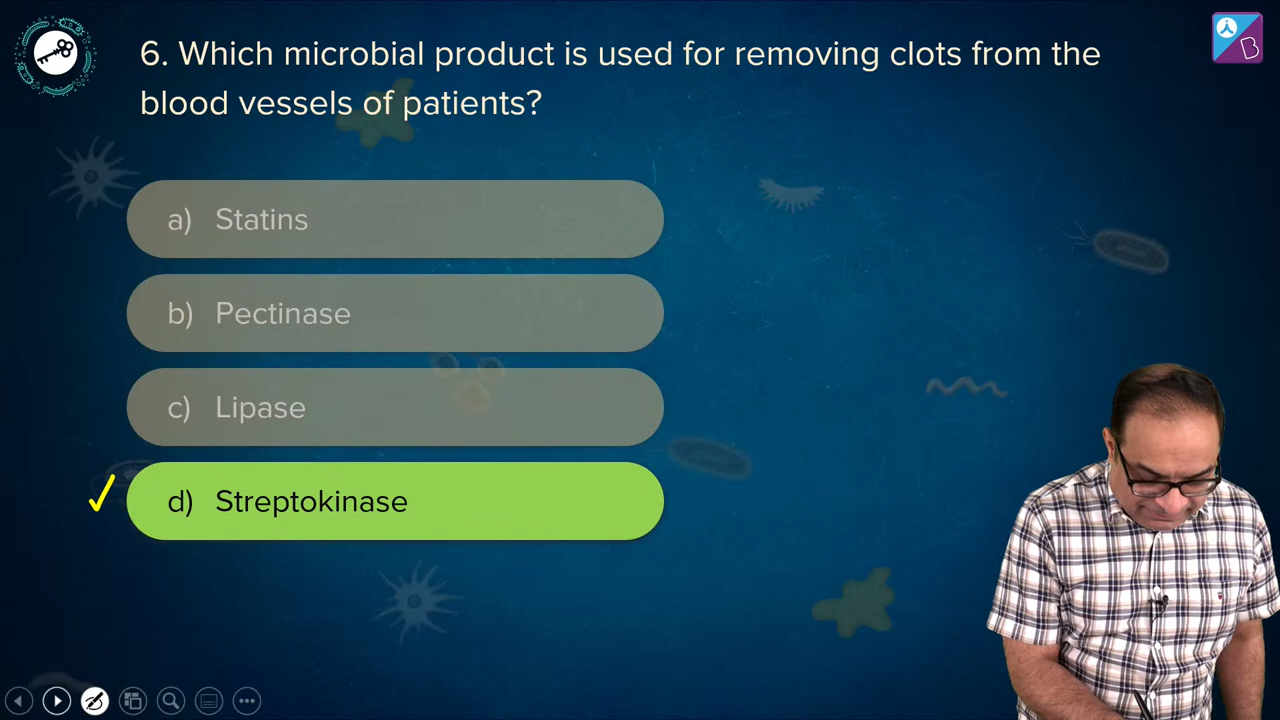 6. Which microbial product is used for removing clots from the
blood vessels of patients?
a) Statins
b) Pectinase
c) Lipase
d) Streptokinase